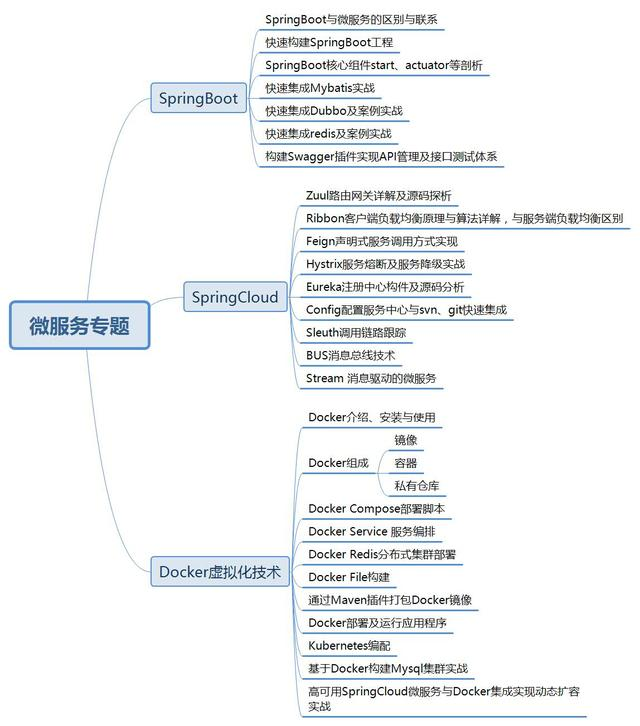 微服务专题
SpringBoot
SpringBoot与微服务的区别与联系
快速构建SpringBoot工程
SpringBoot核心组件start、actuator等剖析
快速集成Mybatis实战
快速集成Dubbo及案例实战
快速集成redis及案例实战
构建Swagger插件实现API管理及接口测试体系
SpringCloud
Zuul路由网关详解及源码探析
Ribbon客户端负载均衡原理与算法详解，与服务端负载均衡区别
Feign声明式服务调用方式实现
Hystrix服务熔断及服务降级实战
Eureka注册中心构件及源码分析
Config配置服务中心与svn、git快速集成
Sleuth调用链路跟踪
BUS消息总线技术
Stream 消息驱动的微服务
Docker虚拟化技术
Docker介绍、安装与使用
Docker组成
镜像
容器
私有仓库
Docker Compose部署脚本
Docker Service 服务编排
Docker Redis分布式集群部署
Docker File构建
通过Maven插件打包Docker镜像
Docker部署及运行应用程序
Kubernetes编配
基于Docker构建Mysql集群实战
高可用SpringCloud微服务与Docker集成实现动态扩容
实战